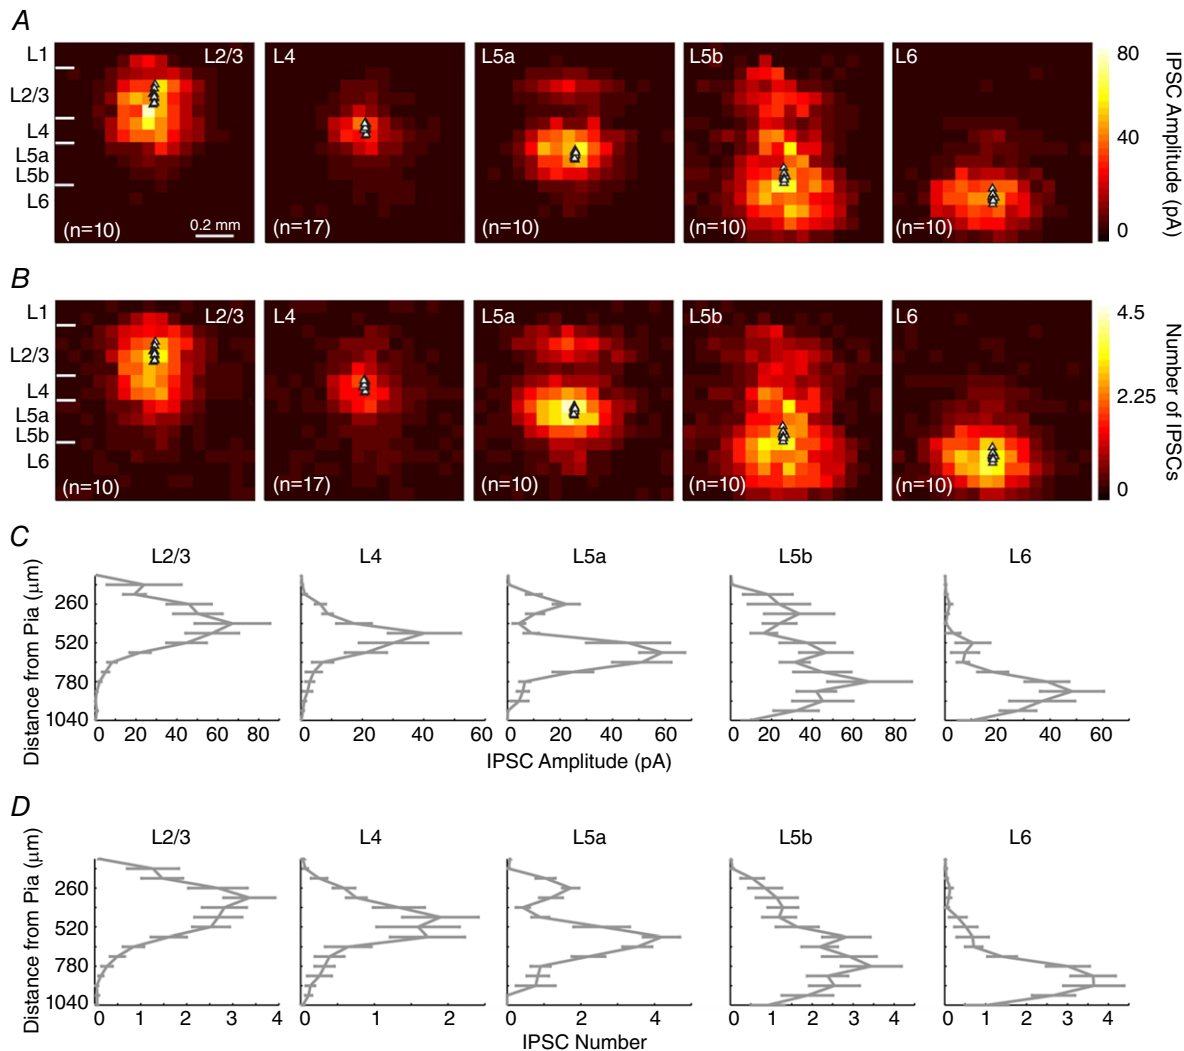 A
L1
L2/3
L4
L5a
L5b
L6
L2/3
(n=10)
0.2 mm
L4
(n=17)
L5a
(n=10)
L5b
(n=10)
L6
(n=10)
80
40
0
IPSC Amplitude (pA)
B
L1
L2/3
L4
L5a
L5b
L6
L2/3
(n=10)
L4
(n=17)
L5a
(n=10)
L5b
(n=10)
L6
(n=10)
4.5
2.25
0
Number of IPSCs
C
Distance from Pia (μm)
L2/3 L4 L5a L5b L6
260
520
780
1040
0 20 40 60 80
0 20 40 60
0 20 40 60
0 20 40 60 80
0 20 40 60
IPSC Amplitude (pA)
D
Distance from Pia (μm)
L2/3 L4 L5a L5b L6
260
520
780
1040
0 1 2 3 4
0 1 2
0 2 4
0 1 2 3 4
0 1 2 3 4
IPSC Number